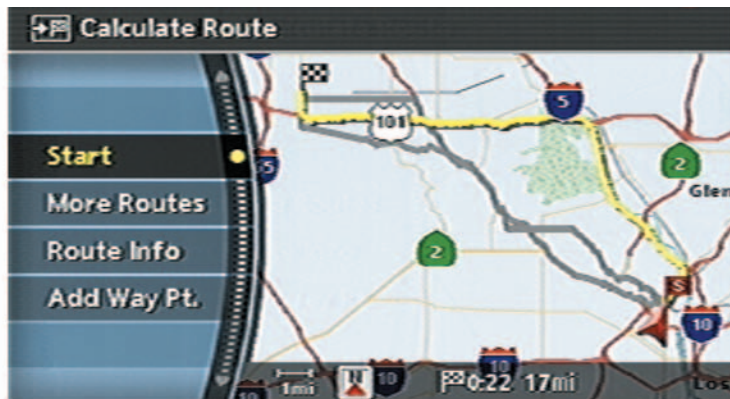 Calculate Route
5
101
Start
5
2
Glen
More Routes
Route Info
2
Add Way Pt.
S
10
10
10
10
1mi
N
0:22 17mi
Los